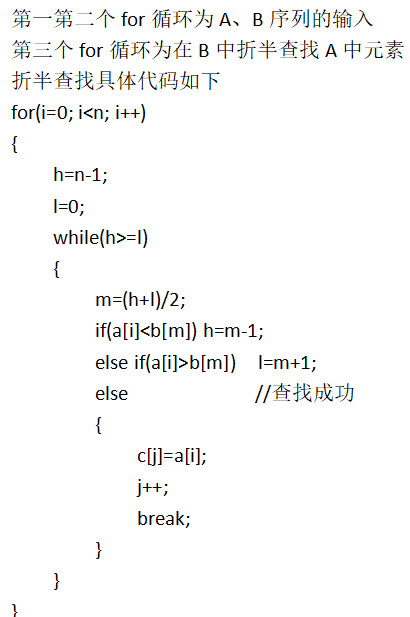 第一第二个 for 循环为 A、B 序列的输入
第三个 for 循环为在 B 中折半查找 A 中元素
折半查找具体代码如下
for(i=0; i<n; i++)
{
h=n-1;
l=0;
while(h>=l)
{
m=(h+l)/2;
if(a[i]<b[m]) h=m-1;
else if(a[i]>b[m]) l=m+1;
else //查找成功
{
c[j]=a[i];
j++;
break;
}
}
}